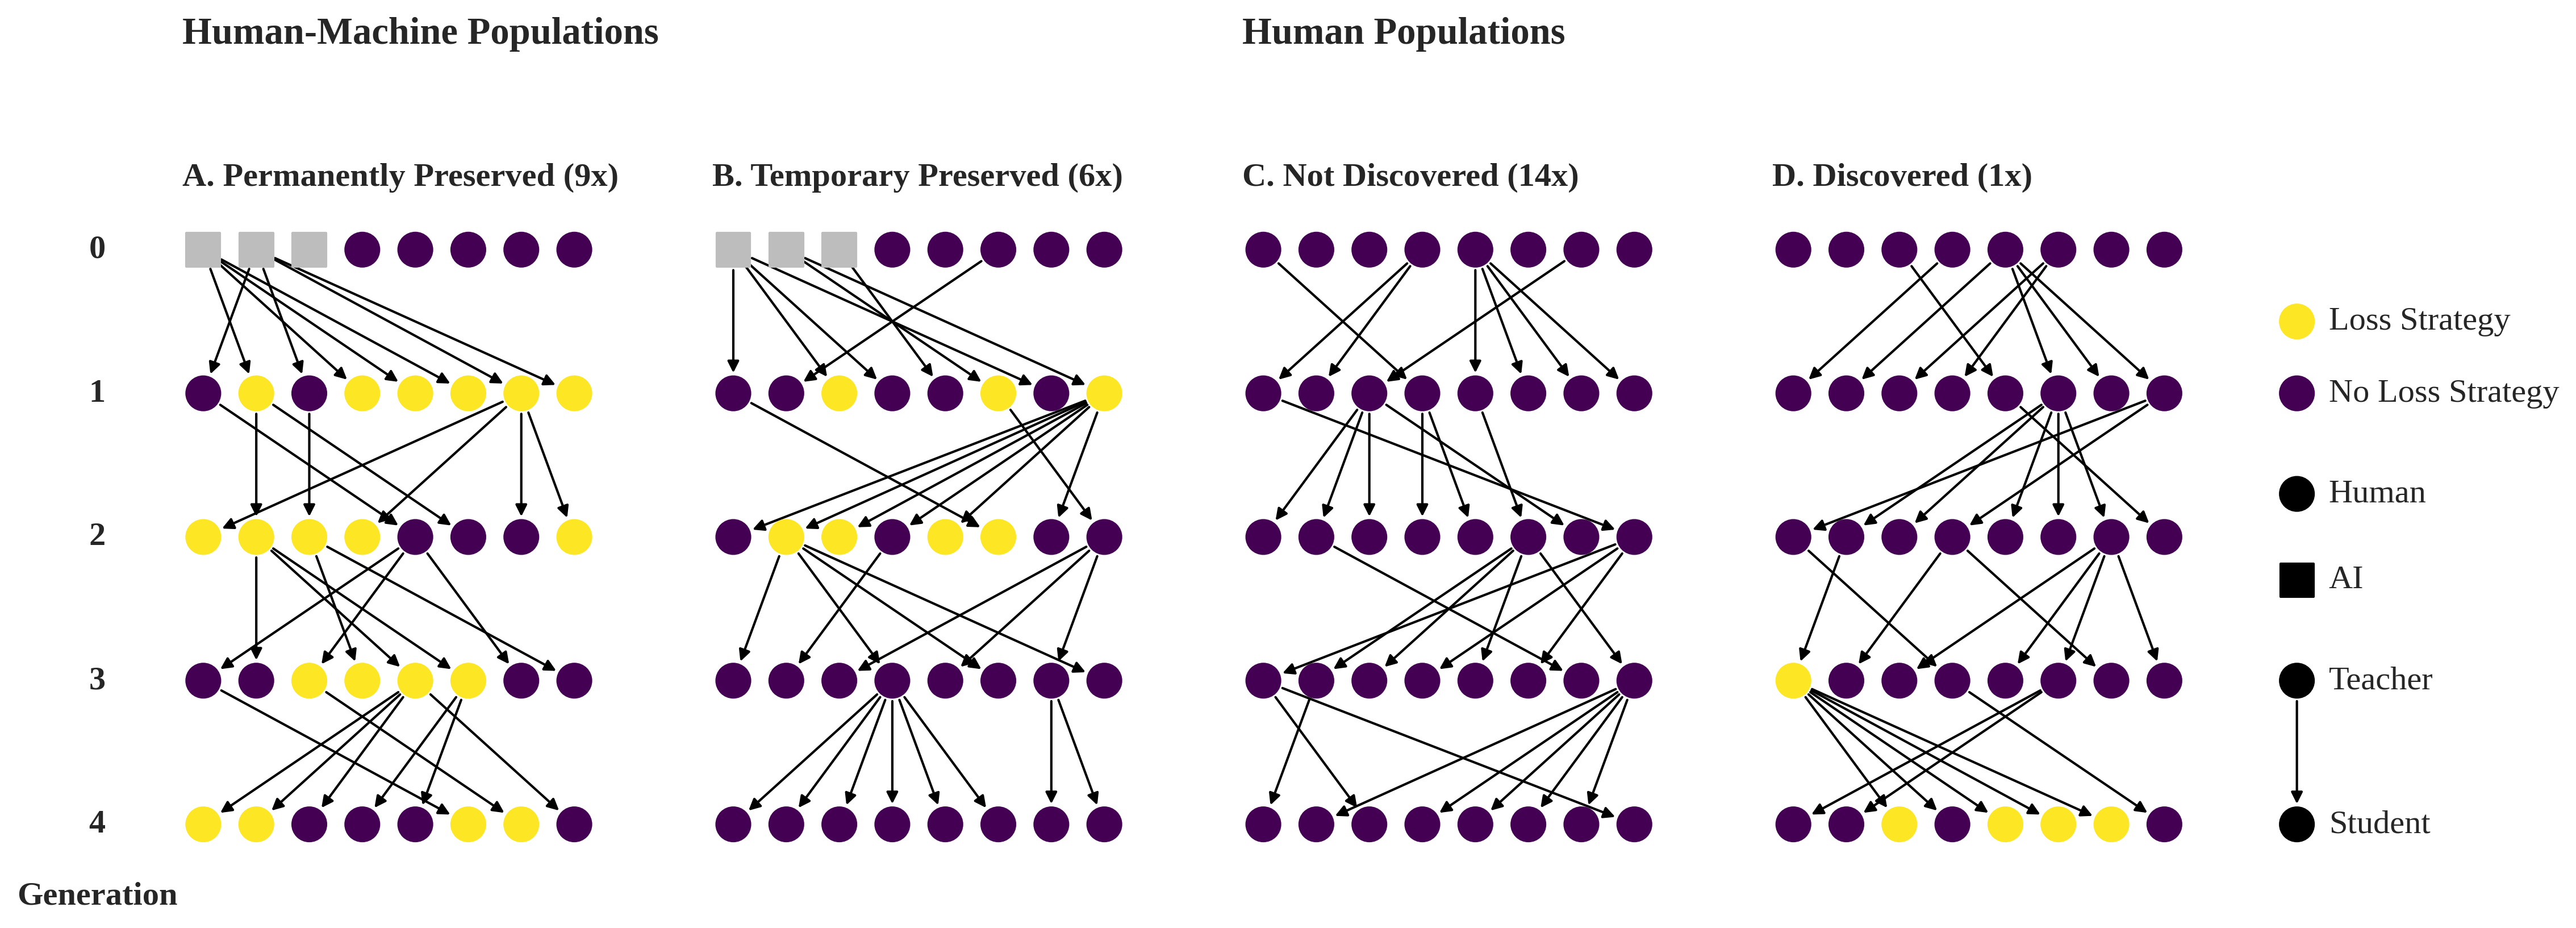 Human-Machine Populations
Human Populations
A. Permanently Preserved (9x)
B. Temporary Preserved (6x)
C. Not Discovered (14x)
D. Discovered (1x)
0
1
2
3
4
Generation
Loss Strategy
No Loss Strategy
Human
AI
Teacher
Student